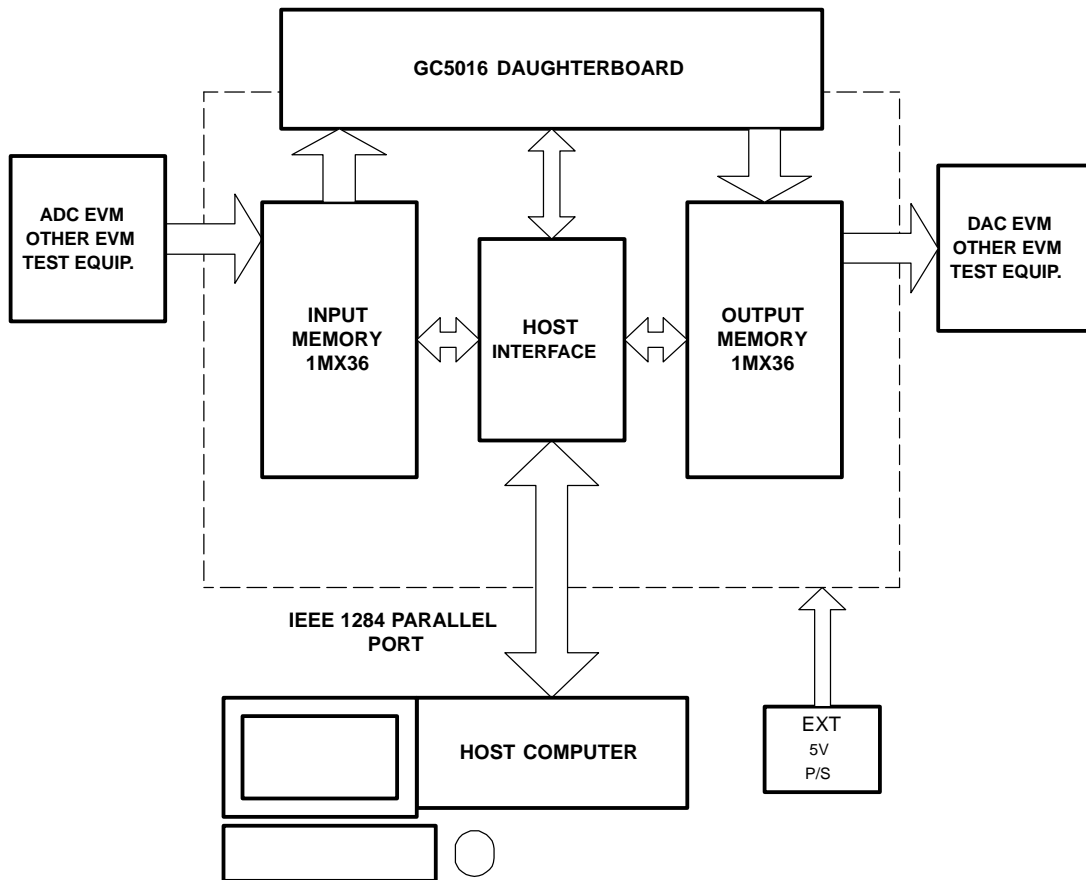 GC5016 DAUGHTERBOARD
ADC EVM
OTHER EVM
TEST EQUIP.
INPUT
MEMORY
1MX36
HOST
INTERFACE
OUTPUT
MEMORY
1MX36
DAC EVM
OTHER EVM
TEST EQUIP.
IEEE 1284 PARALLEL
PORT
HOST COMPUTER
EXT
5V
P/S